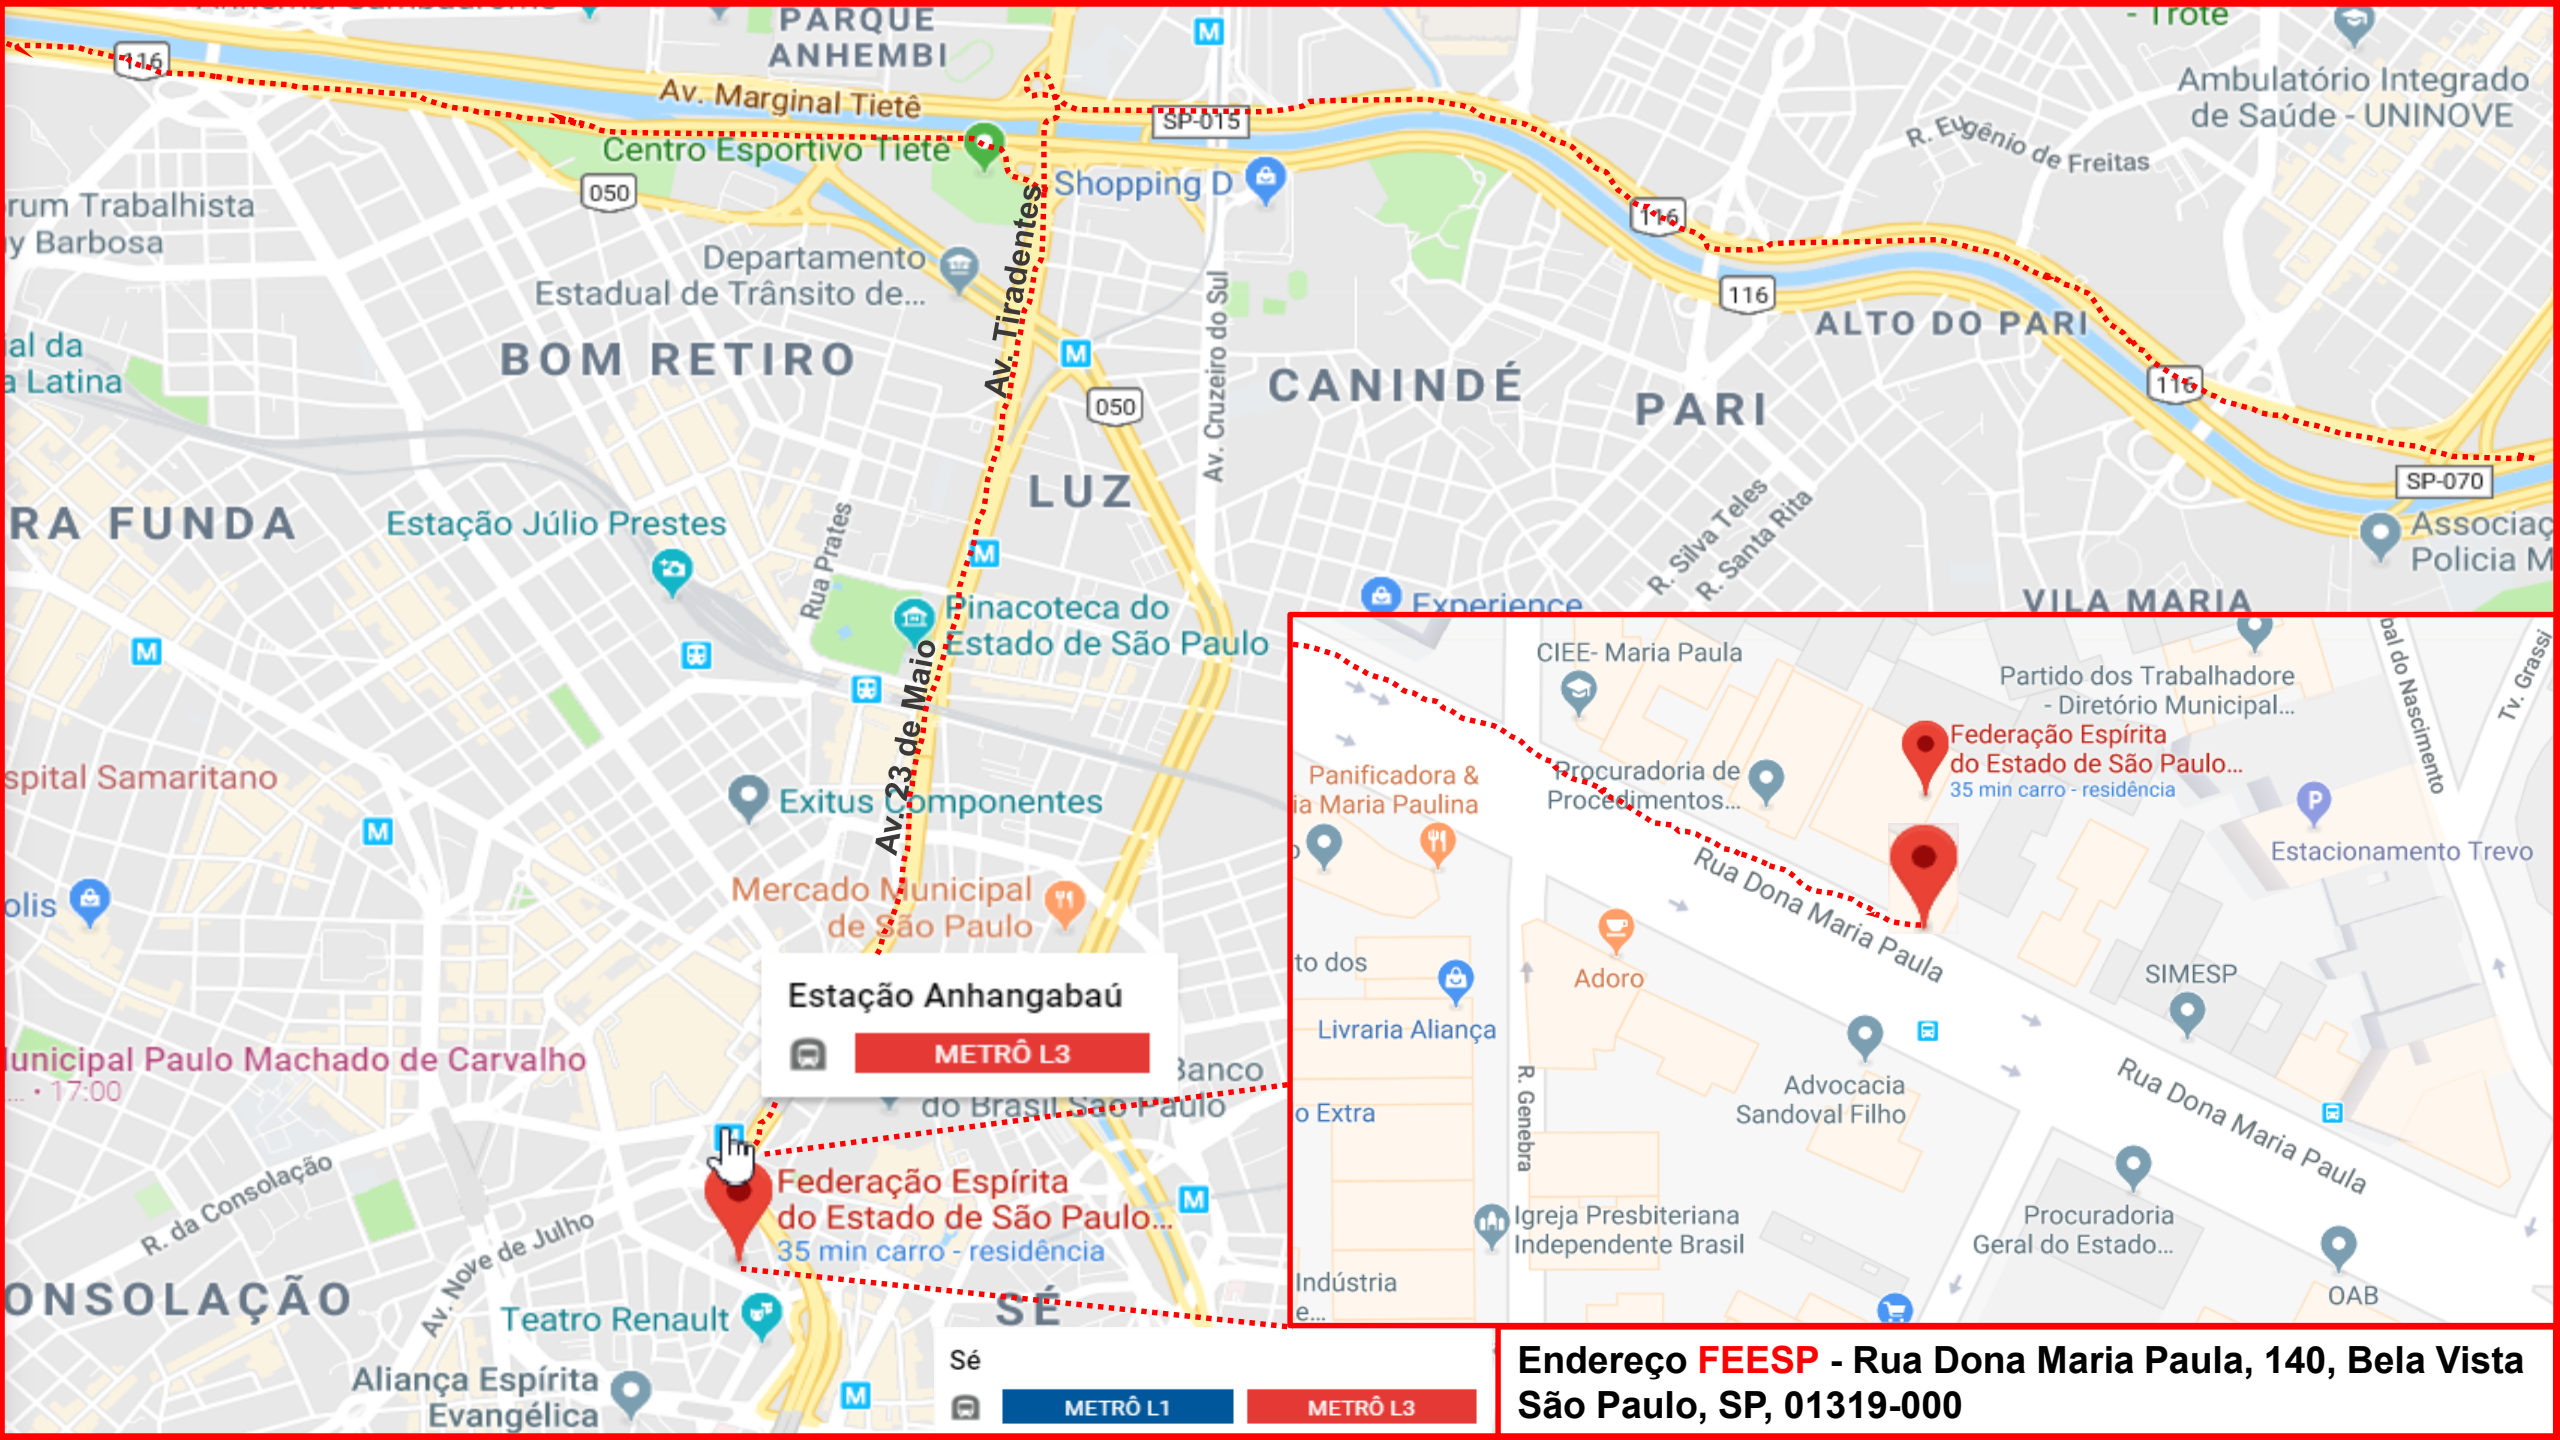 PARQUE
ANHEMBI
- Trote
116
Av. Marginal Tietê
SP-015
Ambulatório Integrado
de Saúde - UNINOVE
R. Eugênio de Freitas
Centro Esportivo Tietê
050
Shopping D
116
rum Trabalhista
y Barbosa
Departamento
Estadual de Trânsito de...
Av. Tiradentes
Av. Cruzeiro do Sul
116
ALTO DO PARI
ial da
a Latina
BOM RETIRO
050
CANINDÉ
PARI
116
SP-070
LUZ
RA FUNDA
Estação Júlio Prestes
Rua Prates
R. Silva Teles
R. Santa Rita
Associaç
Policia M
VILA MARIA
Experience
Pinacoteca do
Estado de São Paulo
Av. 23 de Maio
spital Samaritano
Exitus Componentes
Mercado Municipal
de São Paulo
olis
Estação Anhangabaú
METRÔ L3
unicipal Paulo Machado de Carvalho
... • 17:00
Banco
do Brasil São Paulo
R. da Consolação
Av. Nove de Julho
Federação Espírita
do Estado de São Paulo...
35 min carro - residência
ONSOLAÇÃO
Teatro Renault
SÉ
Aliança Espírita
Evangélica
Sé
METRÔ L1
METRÔ L3
CIEE- Maria Paula
Partido dos Trabalhadore
- Diretório Municipal...
bal do Nascimento
Tv. Grassi
Federação Espírita
do Estado de São Paulo...
35 min carro - residência
Panificadora &
ia Maria Paulina
Procuradoria de
Procedimentos...
Estacionamento Trevo
Rua Dona Maria Paula
to dos
Adoro
SIMESP
Livraria Aliança
Advocacia
Sandoval Filho
o Extra
R. Genebra
Rua Dona Maria Paula
Igreja Presbiteriana
Independente Brasil
Procuradoria
Geral do Estado...
Indústria
e...
OAB
Endereço FEESP - Rua Dona Maria Paula, 140, Bela Vista
São Paulo, SP, 01319-000